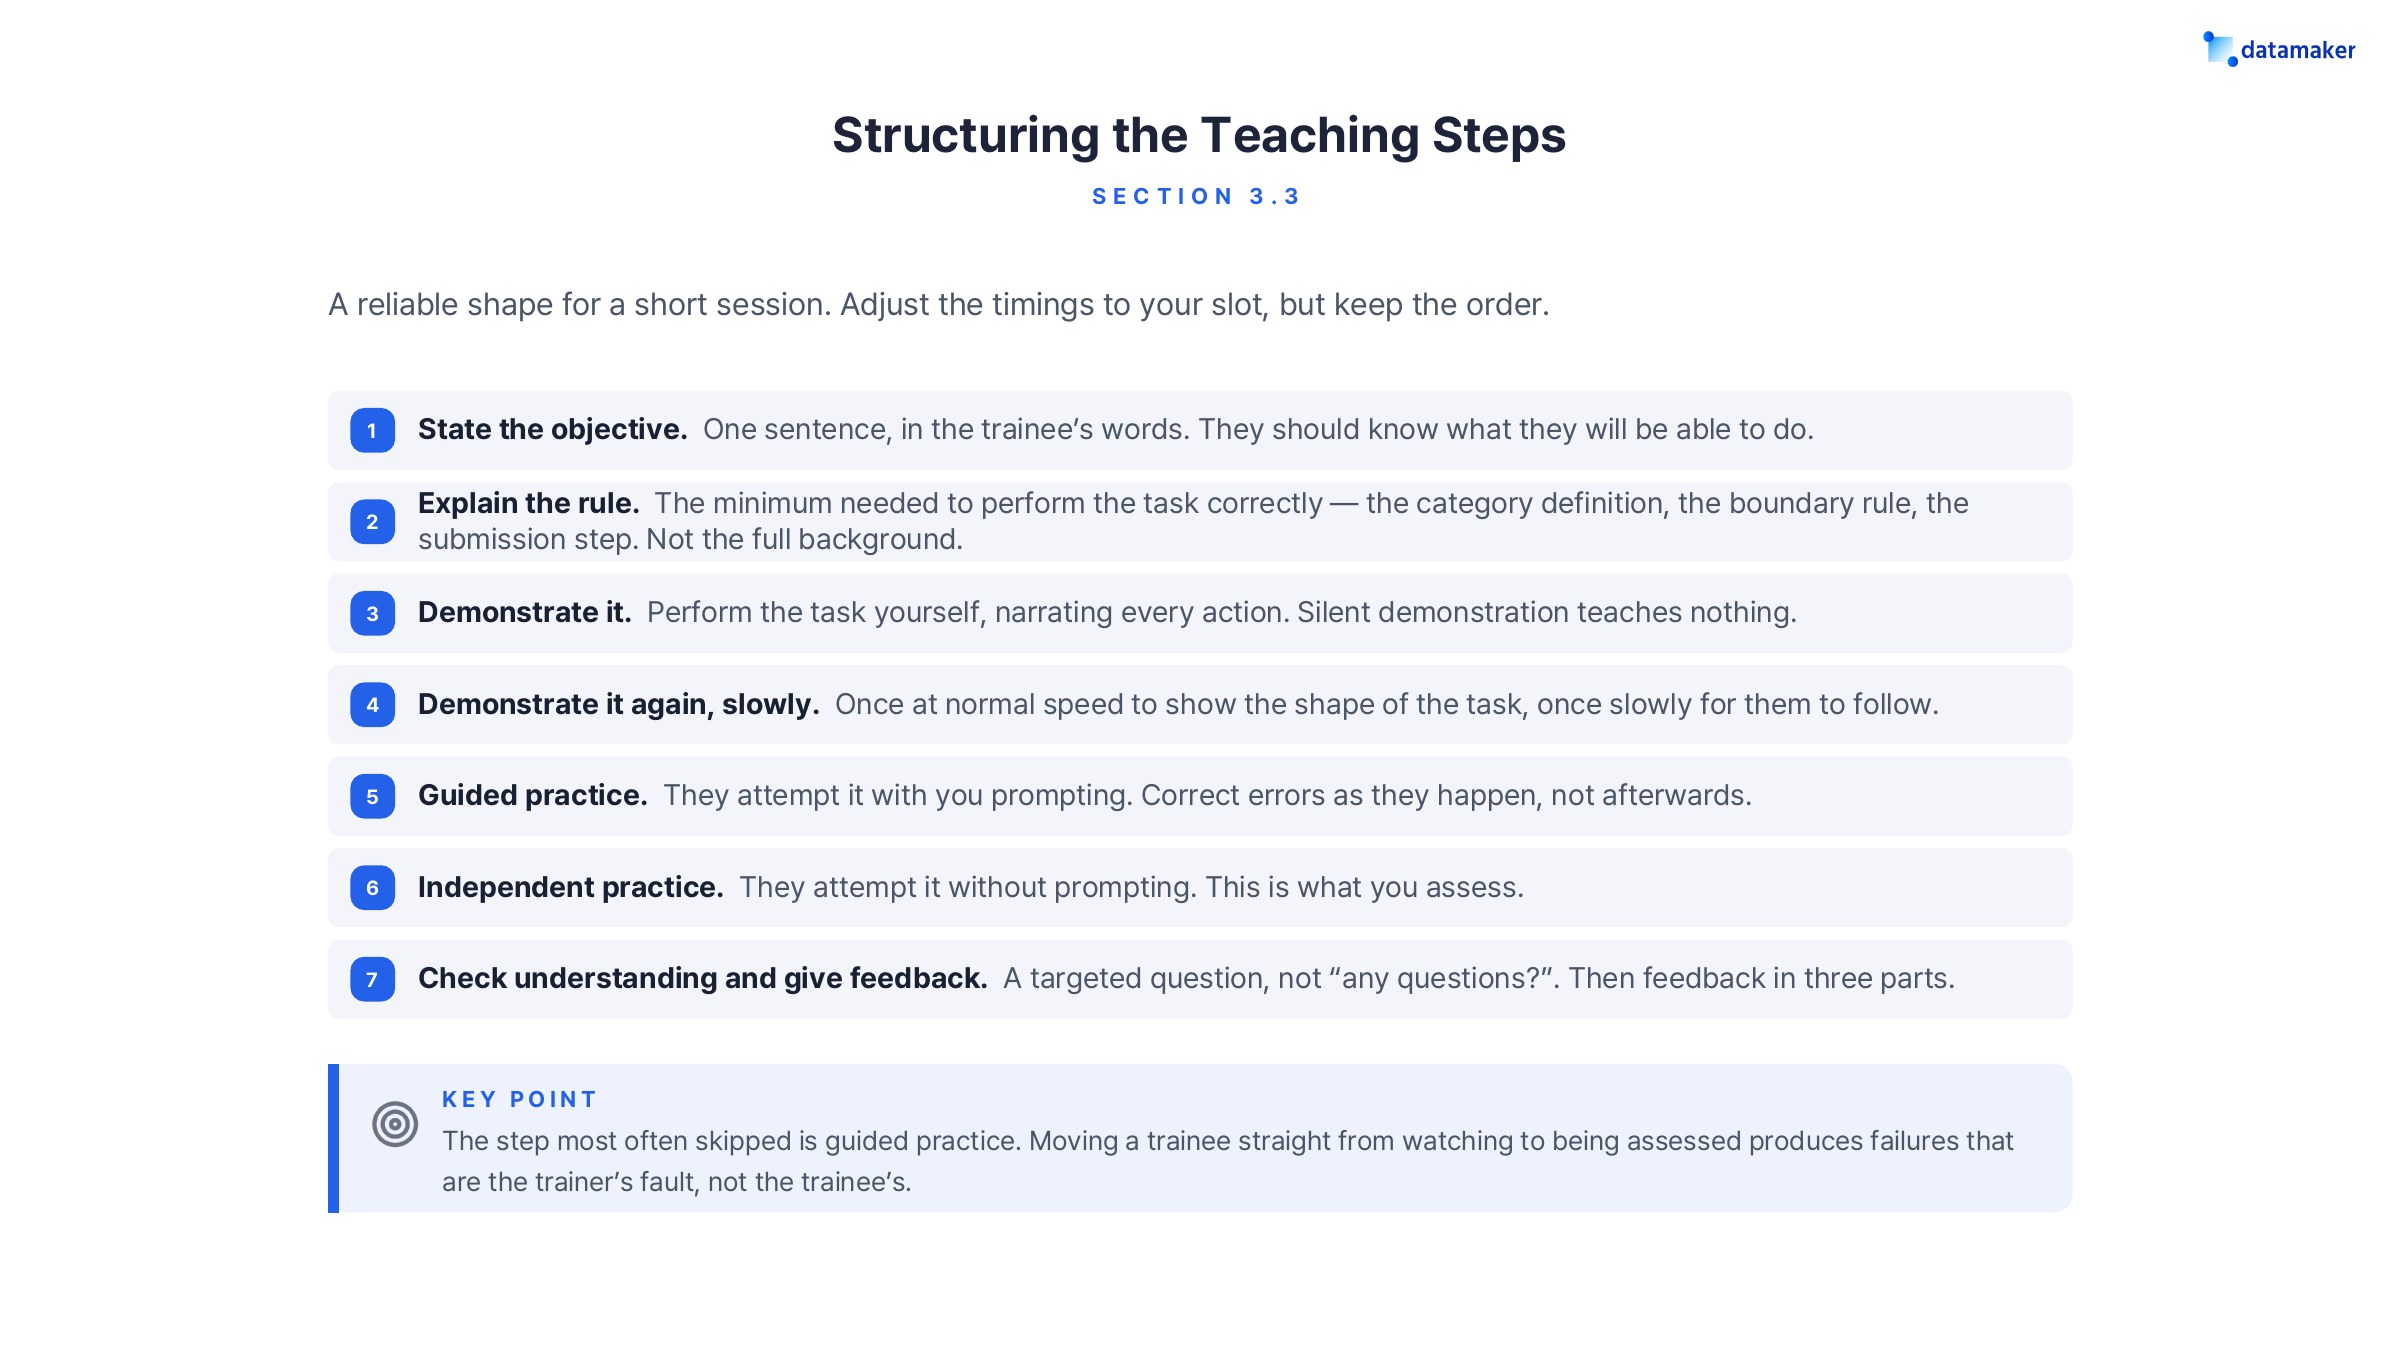 datamaker
Structuring the Teaching Steps
SECTION 3.3
A reliable shape for a short session. Adjust the timings to your slot, but keep the order.
1 State the objective. One sentence, in the trainee’s words. They should know what they will be able to do.
2 Explain the rule. The minimum needed to perform the task correctly — the category definition, the boundary rule, the
submission step. Not the full background.
3 Demonstrate it. Perform the task yourself, narrating every action. Silent demonstration teaches nothing.
4 Demonstrate it again, slowly. Once at normal speed to show the shape of the task, once slowly for them to follow.
5 Guided practice. They attempt it with you prompting. Correct errors as they happen, not afterwards.
6 Independent practice. They attempt it without prompting. This is what you assess.
7 Check understanding and give feedback. A targeted question, not “any questions?”. Then feedback in three parts.
KEY POINT
The step most often skipped is guided practice. Moving a trainee straight from watching to being assessed produces failures that
are the trainer’s fault, not the trainee’s.